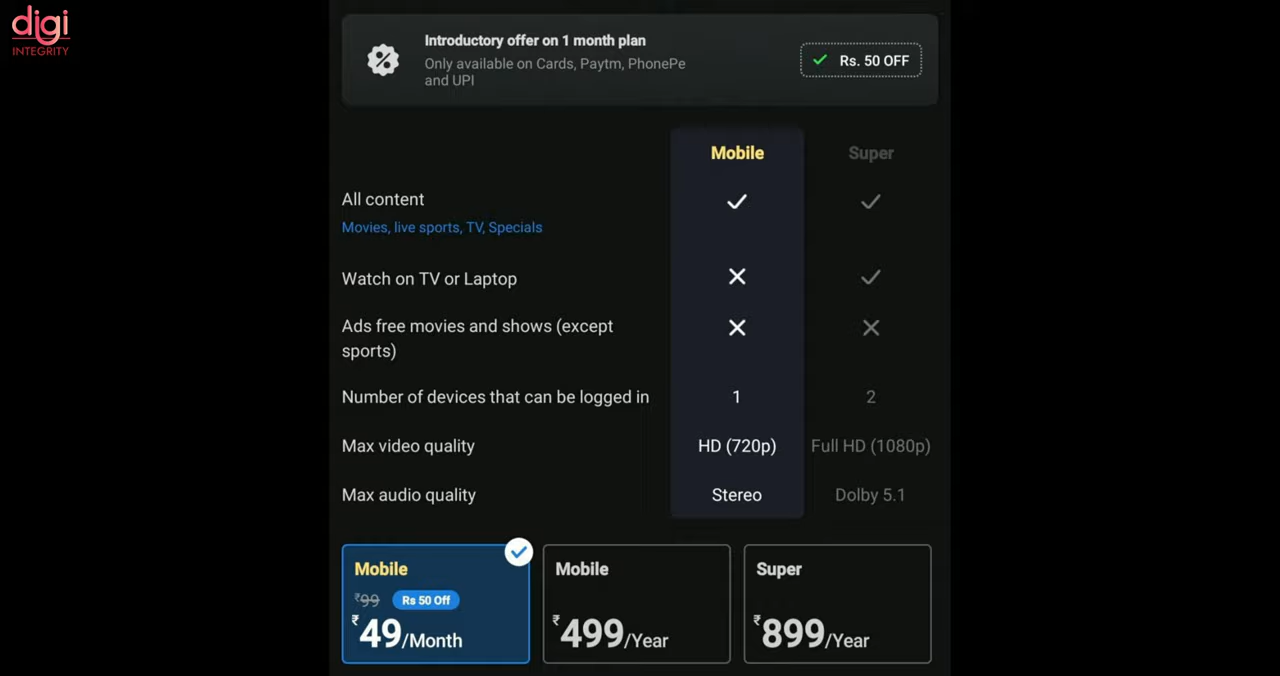 digi
INTEGRITY
Introductory offer on 1 month plan
Only available on Cards, Paytm, PhonePe
and UPI
Rs. 50 OFF
Mobile Super
All content
Movies, live sports, TV, Specials
Watch on TV or Laptop
Ads free movies and shows (except
sports)
Number of devices that can be logged in 1 2
Max video quality HD (720p) Full HD (1080p)
Max audio quality Stereo Dolby 5.1
Mobile
₹99 Rs 50 Off
₹49/Month
Mobile
₹499/Year
Super
₹899/Year